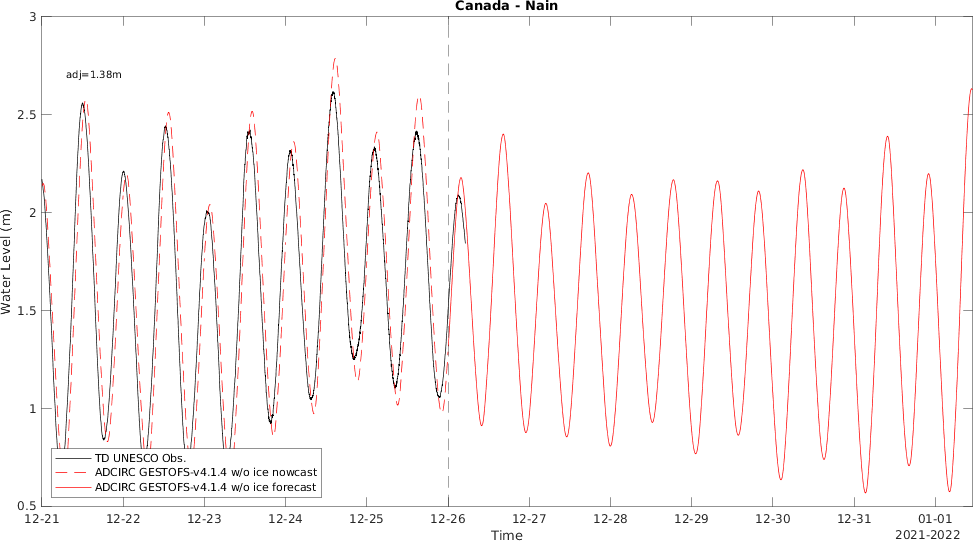 Canada - Nain
3
adj=1.38m
2.5
2
Water Level (m)
1.5
1
TD UNESCO Obs.
ADCIRC GESTOFS-v4.1.4 w/o ice nowcast
ADCIRC GESTOFS-v4.1.4 w/o ice forecast
0.5
12-21 12-22 12-23 12-24 12-25 12-26 12-27 12-28 12-29 12-30 12-31 01-01
Time
2021-2022